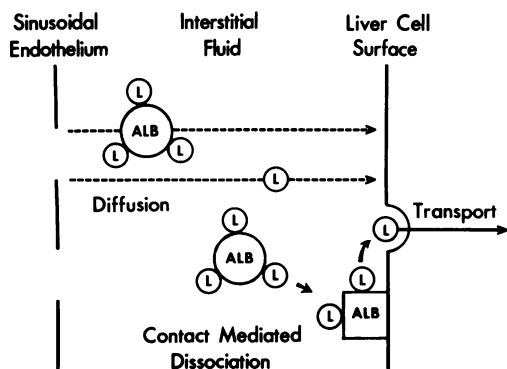 Sinusoidal
Endothelium
Interstitial
Fluid
Liver Cell
Surface
L
ALB
L
L
L
Diffusion
L
ALB
L
L
L
Transport
L
L
ALB
Contact Mediated
Dissociation